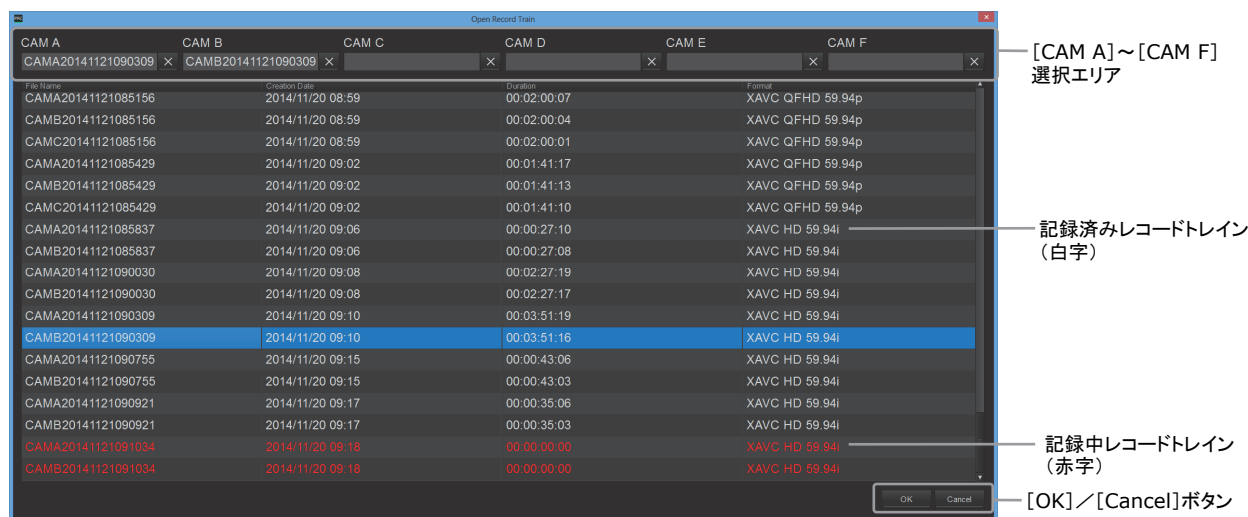 PWC Open Record Train ×
CAM A CAM B CAM C CAM D CAM E CAM F
CAMA20141121090309 × CAMB20141121090309 × × × × ×
[CAM A]～[CAM F]
選択エリア
File Name Creation Date Duration Format
CAMA20141121085156 2014/11/20 08:59 00:02:00:07 XAVC QFHD 59.94p
CAMB20141121085156 2014/11/20 08:59 00:02:00:04 XAVC QFHD 59.94p
CAMC20141121085156 2014/11/20 08:59 00:02:00:01 XAVC QFHD 59.94p
CAMA20141121085429 2014/11/20 09:02 00:01:41:17 XAVC QFHD 59.94p
CAMB20141121085429 2014/11/20 09:02 00:01:41:13 XAVC QFHD 59.94p
CAMC20141121085429 2014/11/20 09:02 00:01:41:10 XAVC QFHD 59.94p
CAMA20141121085837 2014/11/20 09:06 00:00:27:10 XAVC HD 59.94i
記録済みレコードトレイン
（白字）
CAMB20141121085837 2014/11/20 09:06 00:00:27:08 XAVC HD 59.94i
CAMA20141121090030 2014/11/20 09:08 00:02:27:19 XAVC HD 59.94i
CAMB20141121090030 2014/11/20 09:08 00:02:27:17 XAVC HD 59.94i
CAMA20141121090309 2014/11/20 09:10 00:03:51:19 XAVC HD 59.94i
CAMB20141121090309 2014/11/20 09:10 00:03:51:16 XAVC HD 59.94i
CAMA20141121090755 2014/11/20 09:15 00:00:43:06 XAVC HD 59.94i
CAMB20141121090755 2014/11/20 09:15 00:00:43:03 XAVC HD 59.94i
CAMA20141121090921 2014/11/20 09:17 00:00:35:06 XAVC HD 59.94i
CAMB20141121090921 2014/11/20 09:17 00:00:35:03 XAVC HD 59.94i
CAMA20141121091034 2014/11/20 09:18 00:00:00:00 XAVC HD 59.94i
記録中レコードトレイン
（赤字）
CAMB20141121091034 2014/11/20 09:18 00:00:00:00 XAVC HD 59.94i
OK Cancel
[OK]／[Cancel]ボタン